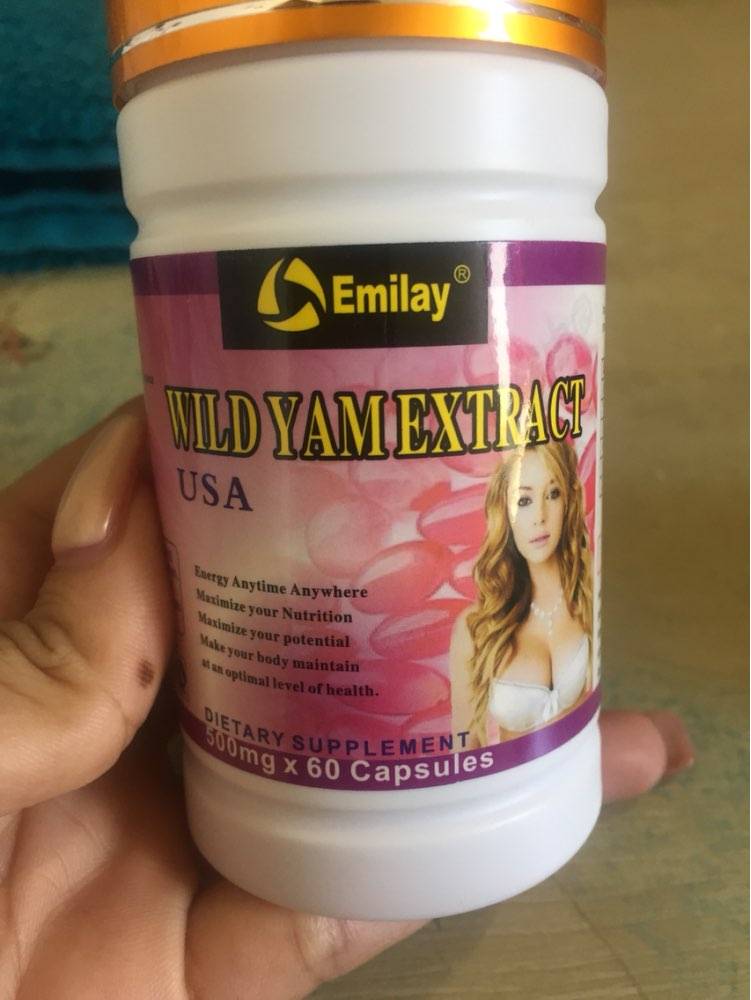 Emilay®
WILD YAM EXTRACT
USA
Energy Anytime Anywhere
Maximize your Nutrition
Maximize your potential
Make your body maintain
at an optimal level of health.
DIETARY SUPPLEMENT
500mg x 60 Capsules